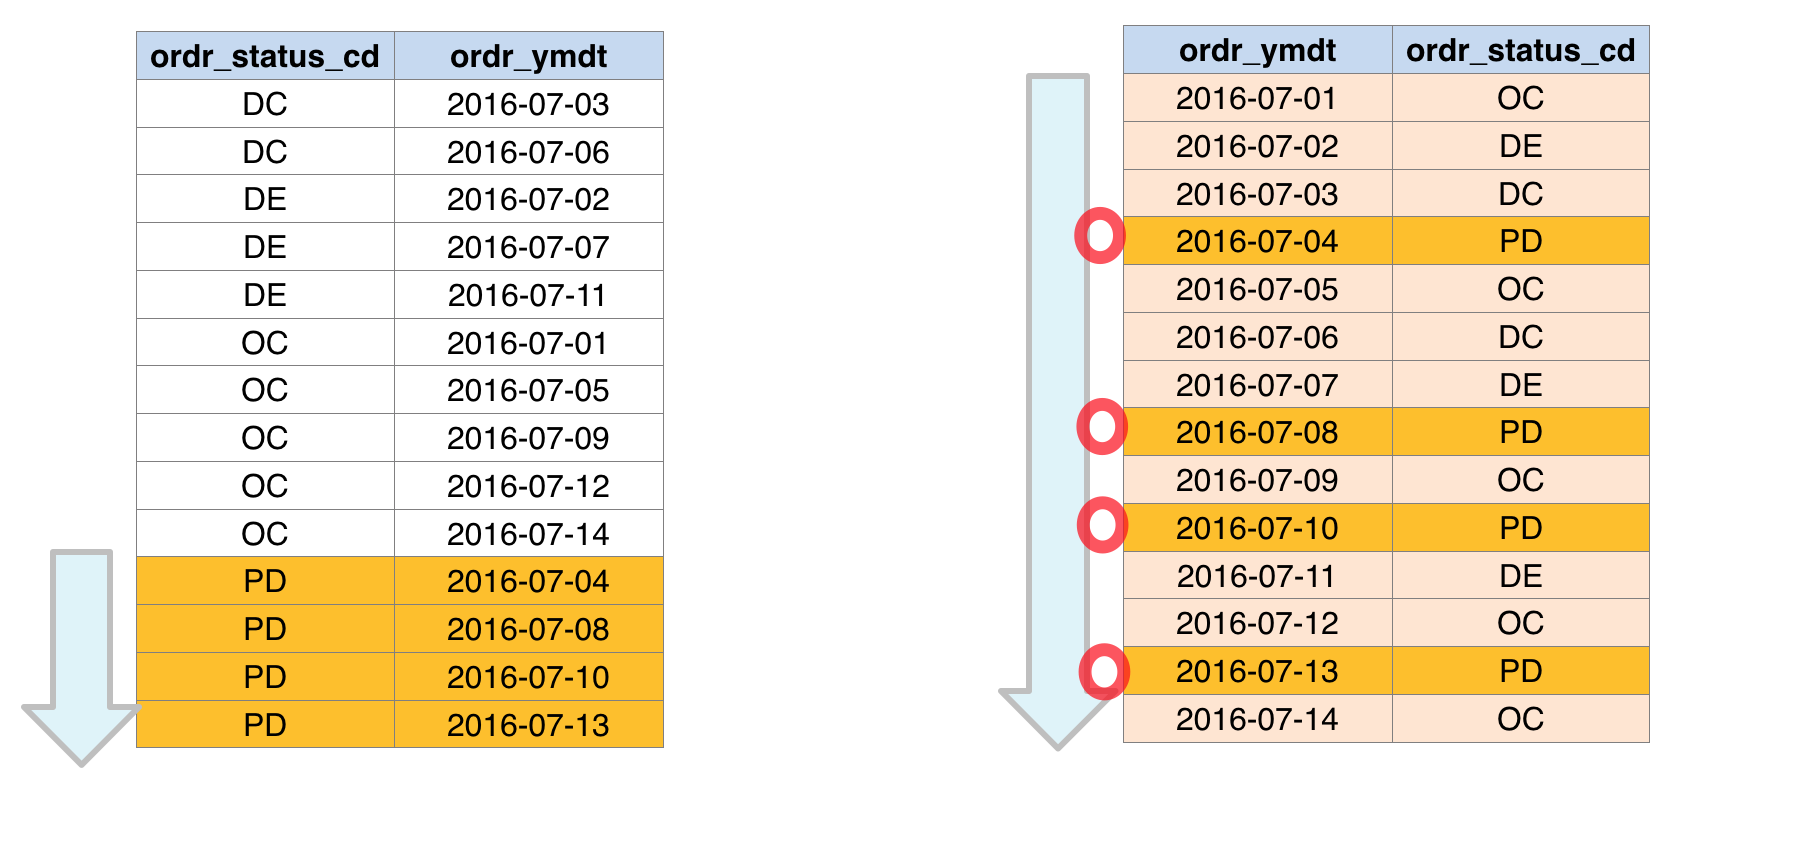 ordr_status_cd ordr_ymdt
DC 2016-07-03
DC 2016-07-06
DE 2016-07-02
DE 2016-07-07
DE 2016-07-11
OC 2016-07-01
OC 2016-07-05
OC 2016-07-09
OC 2016-07-12
OC 2016-07-14
PD 2016-07-04
PD 2016-07-08
PD 2016-07-10
PD 2016-07-13
ordr_ymdt ordr_status_cd
2016-07-01 OC
2016-07-02 DE
2016-07-03 DC
2016-07-04 PD
2016-07-05 OC
2016-07-06 DC
2016-07-07 DE
2016-07-08 PD
2016-07-09 OC
2016-07-10 PD
2016-07-11 DE
2016-07-12 OC
2016-07-13 PD
2016-07-14 OC